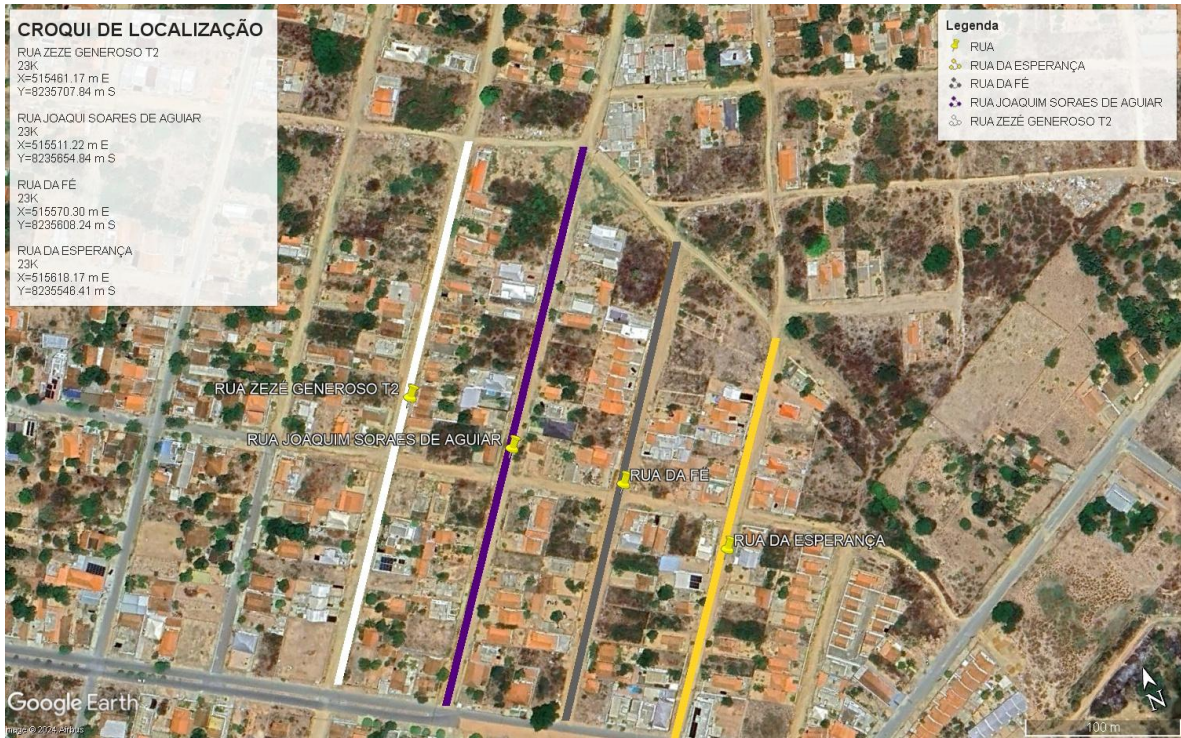 CROQUI DE LOCALIZAÇÃO
RUA ZEZE GENEROSO T2
23K
X=515461.17 m E
Y=8235707.84 m S
RUA JOAQUI SOARES DE AGUIAR
23K
X=515511.22 m E
Y=8235654.84 m S
RUA DA FÉ
23K
X=515570.30 m E
Y=8235608.24 m S
RUA DA ESPERANÇA
23K
X=515618.17 m E
Y=8235546.41 m S
Legenda
RUA
RUA DA ESPERANÇA
RUA DA FÉ
RUA JOAQUIM SORAES DE AGUIAR
RUA ZEZÉ GENEROSO T2
RUA ZEZÉ GENEROSO T2
RUA JOAQUIM SORAES DE AGUIAR
RUA DA FÉ
RUA DA ESPERANÇA
Google Earth
Image © 2024 Airbus
N
100 m